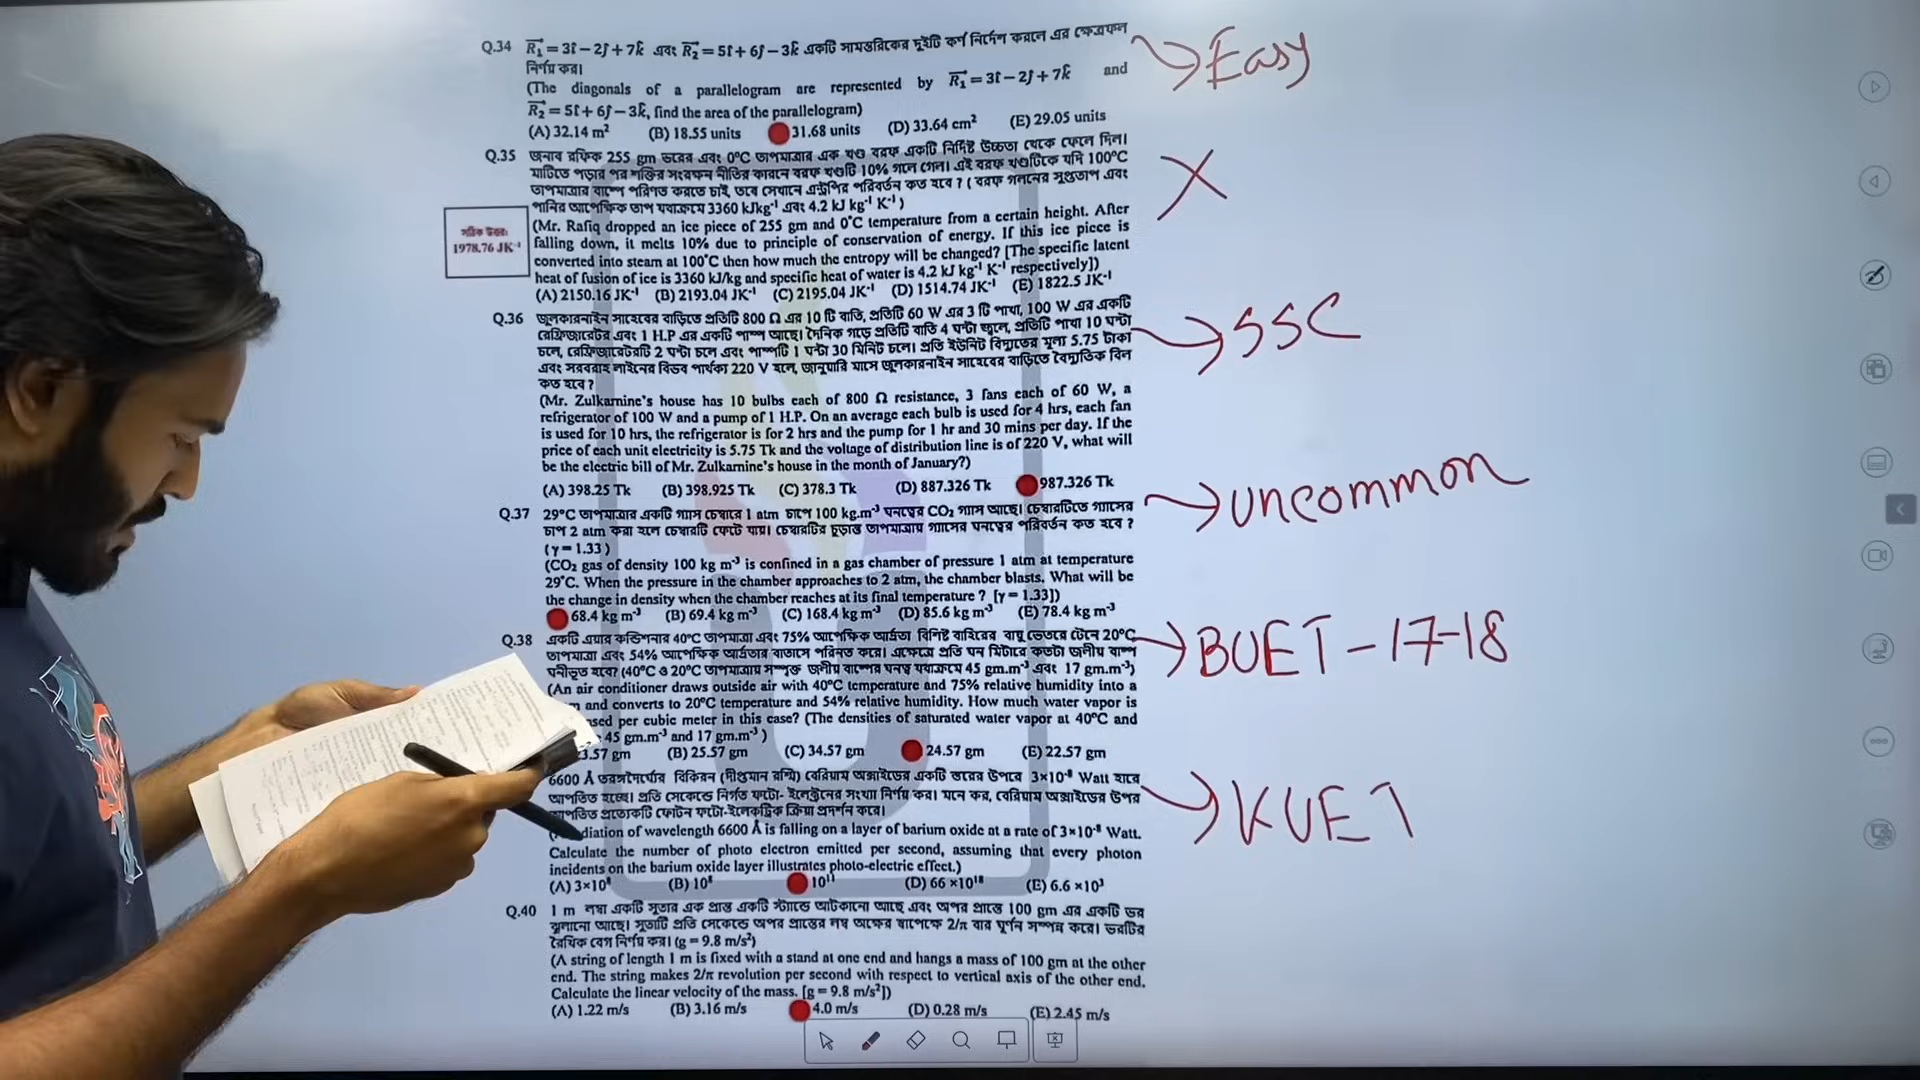 Q.34 R₁ = 3î − 2ĵ + 7k̂ এবং R₂ = 5î + 6ĵ − 3k̂ একটি সামন্তরিকের দুইটি কর্ণ নির্দেশ করলে এর ক্ষেত্রফল
নির্ণয় কর।
(The diagonals of a parallelogram are represented by R₁ = 3î − 2ĵ + 7k̂ and
R₂ = 5î + 6ĵ − 3k̂, find the area of the parallelogram)
(A) 32.14 m² (B) 18.55 units 31.68 units (D) 33.64 cm² (E) 29.05 units
Easy
Q.35 জনাব রফিক 255 gm ভরের এবং 0°C তাপমাত্রার এক খণ্ড বরফ একটি নির্দিষ্ট উচ্চতা থেকে ফেলে দিল।
মাটিতে পড়ার পর শক্তির সংরক্ষন নীতির কারনে বরফ খণ্ডটি 10% গলে গেল। এই বরফ খণ্ডটিকে যদি 100°C
তাপমাত্রার বাষ্পে পরিণত করতে চাই, তবে সেখানে এন্ট্রপির পরিবর্তন কত হবে ? ( বরফ গলনের সুপ্ততাপ এবং
পানির আপেক্ষিক তাপ যথাক্রমে 3360 kJkg⁻¹ এবং 4.2 kJ kg⁻¹ K⁻¹ )
(Mr. Rafiq dropped an ice piece of 255 gm and 0°C temperature from a certain height. After
falling down, it melts 10% due to principle of conservation of energy. If this ice piece is
converted into steam at 100°C then how much the entropy will be changed? [The specific latent
heat of fusion of ice is 3360 kJ/kg and specific heat of water is 4.2 kJ kg⁻¹ K⁻¹ respectively])
(A) 2150.16 JK⁻¹ (B) 2193.04 JK⁻¹ (C) 2195.04 JK⁻¹ (D) 1514.74 JK⁻¹ (E) 1822.5 JK⁻¹
সঠিক উত্তর:
1978.76 JK⁻¹
X
Q.36 জুলকারনাইন সাহেবের বাড়িতে প্রতিটি 800 Ω এর 10 টি বাতি, প্রতিটি 60 W এর 3 টি পাখা, 100 W এর একটি
রেফ্রিজারেটর এবং 1 H.P এর একটি পাম্প আছে। দৈনিক গড়ে প্রতিটি বাতি 4 ঘন্টা জ্বলে, প্রতিটি পাখা 10 ঘন্টা
চলে, রেফ্রিজারেটরটি 2 ঘন্টা চলে এবং পাম্পটি 1 ঘন্টা 30 মিনিট চলে। প্রতি ইউনিট বিদ্যুতের মূল্য 5.75 টাকা
এবং সরবরাহ লাইনের বিভব পার্থক্য 220 V হলে, জানুয়ারি মাসে জুলকারনাইন সাহেবের বাড়িতে বৈদ্যুতিক বিল
কত হবে ?
(Mr. Zulkarnine's house has 10 bulbs each of 800 Ω resistance, 3 fans each of 60 W, a
refrigerator of 100 W and a pump of 1 H.P. On an average each bulb is used for 4 hrs, each fan
is used for 10 hrs, the refrigerator is for 2 hrs and the pump for 1 hr and 30 mins per day. If the
price of each unit electricity is 5.75 Tk and the voltage of distribution line is of 220 V, what will
be the electric bill of Mr. Zulkarnine's house in the month of January?)
(A) 398.25 Tk (B) 398.925 Tk (C) 378.3 Tk (D) 887.326 Tk 987.326 Tk
SSC
Q.37 29°C তাপমাত্রার একটি গ্যাস চেম্বারে 1 atm চাপে 100 kg.m⁻³ ঘনত্বের CO₂ গ্যাস আছে। চেম্বারটিতে গ্যাসের
চাপ 2 atm করা হলে চেম্বারটি ফেটে যায়। চেম্বারটির চূড়ান্ত তাপমাত্রায় গ্যাসের ঘনত্বের পরিবর্তন কত হবে ?
(γ = 1.33 )
(CO₂ gas of density 100 kg m⁻³ is confined in a gas chamber of pressure 1 atm at temperature
29°C. When the pressure in the chamber approaches to 2 atm, the chamber blasts. What will be
the change in density when the chamber reaches at its final temperature ? [γ = 1.33])
68.4 kg m⁻³ (B) 69.4 kg m⁻³ (C) 168.4 kg m⁻³ (D) 85.6 kg m⁻³ (E) 78.4 kg m⁻³
uncommon
Q.38 একটি এয়ার কন্ডিশনার 40°C তাপমাত্রা এবং 75% আপেক্ষিক আর্দ্রতা বিশিষ্ট বাহিরের বায়ু ভেতরে টেনে 20°C
তাপমাত্রা এবং 54% আপেক্ষিক আর্দ্রতার বাতাসে পরিনত করে। এক্ষেত্রে প্রতি ঘন মিটারে কতটা জলীয় বাষ্প
ঘনীভূত হবে? (40°C ও 20°C তাপমাত্রায় সম্পৃক্ত জলীয় বাষ্পের ঘনত্ব যথাক্রমে 45 gm.m⁻³ এবং 17 gm.m⁻³)
(An air conditioner draws outside air with 40°C temperature and 75% relative humidity into a
and converts to 20°C temperature and 54% relative humidity. How much water vapor is
per cubic meter in this case? (The densities of saturated water vapor at 40°C and
45 gm.m⁻³ and 17 gm.m⁻³ )
3.57 gm (B) 25.57 gm (C) 34.57 gm 24.57 gm (E) 22.57 gm
BUET-17-18
6600 Å তরঙ্গদৈর্ঘ্যের বিকিরন (দীপ্তমান রশ্মি) বেরিয়াম অক্সাইডের একটি স্তরের উপরে 3×10⁻⁸ Watt হারে
আপতিত হচ্ছে। প্রতি সেকেন্ডে নির্গত ফটো- ইলেক্ট্রনের সংখ্যা নির্ণয় কর। মনে কর, বেরিয়াম অক্সাইডের উপর
আপতিত প্রত্যেকটি ফোটন ফটো-ইলেকট্রিক ক্রিয়া প্রদর্শন করে।
diation of wavelength 6600 Å is falling on a layer of barium oxide at a rate of 3×10⁻⁸ Watt.
Calculate the number of photo electron emitted per second, assuming that every photon
incidents on the barium oxide layer illustrates photo-electric effect.)
(A) 3×10⁸ (B) 10⁸ 10¹¹ (D) 66 ×10¹⁸ (E) 6.6 ×10³
KUET
Q.40 1 m লম্বা একটি সুতার এক প্রান্ত একটি স্ট্যান্ডে আটকানো আছে এবং অপর প্রান্তে 100 gm এর একটি ভর
ঝুলানো আছে। সুতাটি প্রতি সেকেন্ডে অপর প্রান্তের লম্ব অক্ষের সাপেক্ষে 2/π বার ঘূর্ণন সম্পন্ন করে। ভরটির
রৈখিক বেগ নির্ণয় কর। (g = 9.8 m/s²)
(A string of length 1 m is fixed with a stand at one end and hangs a mass of 100 gm at the other
end. The string makes 2/π revolution per second with respect to vertical axis of the other end.
Calculate the linear velocity of the mass. [g = 9.8 m/s²])
(A) 1.22 m/s (B) 3.16 m/s 4.0 m/s (D) 0.28 m/s (E) 2.45 m/s